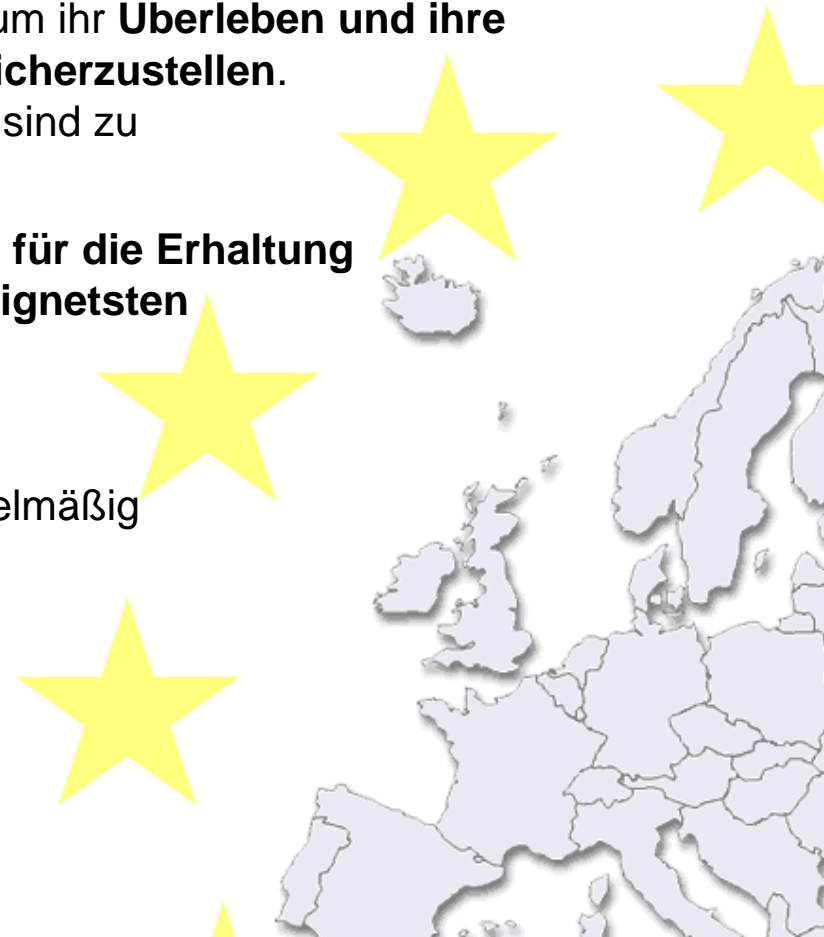 um ihr Überleben und ihre
icherzustellen.
sind zu
für die Erhaltung
ignetsten
elmäßig